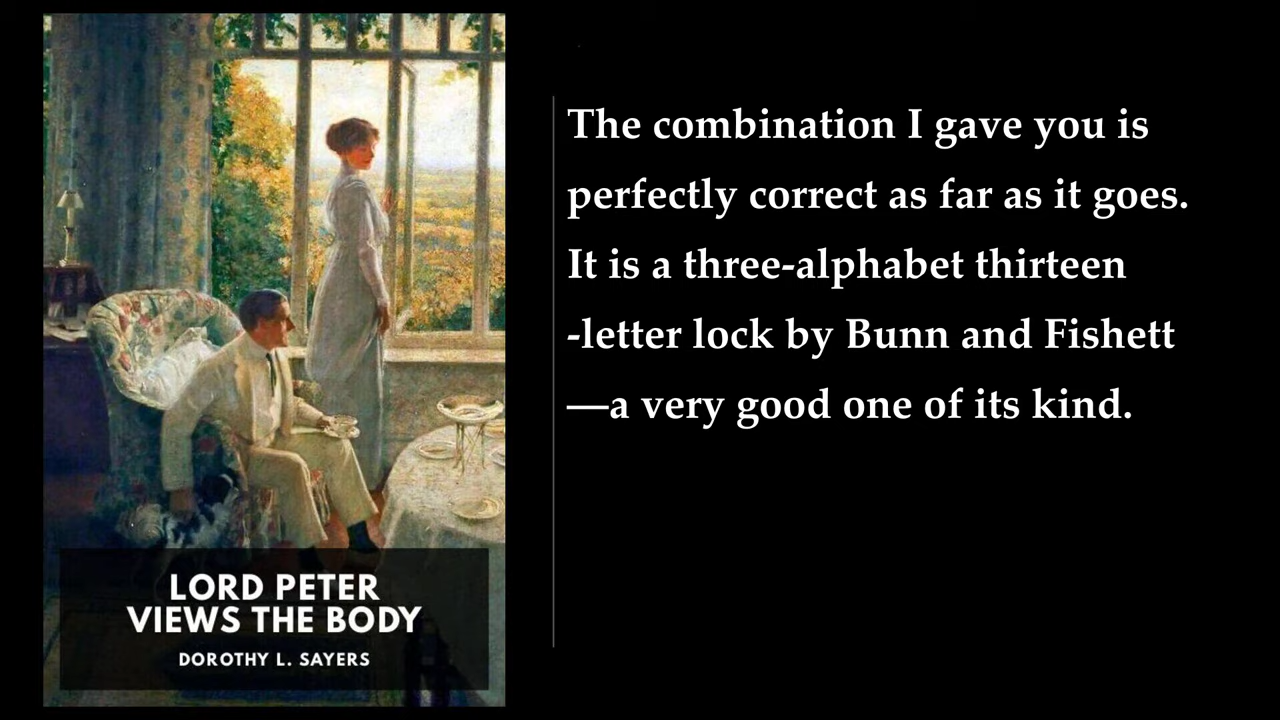 LORD PETER
VIEWS THE BODY
DOROTHY L. SAYERS
The combination I gave you is
perfectly correct as far as it goes.
It is a three-alphabet thirteen
-letter lock by Bunn and Fishett
—a very good one of its kind.